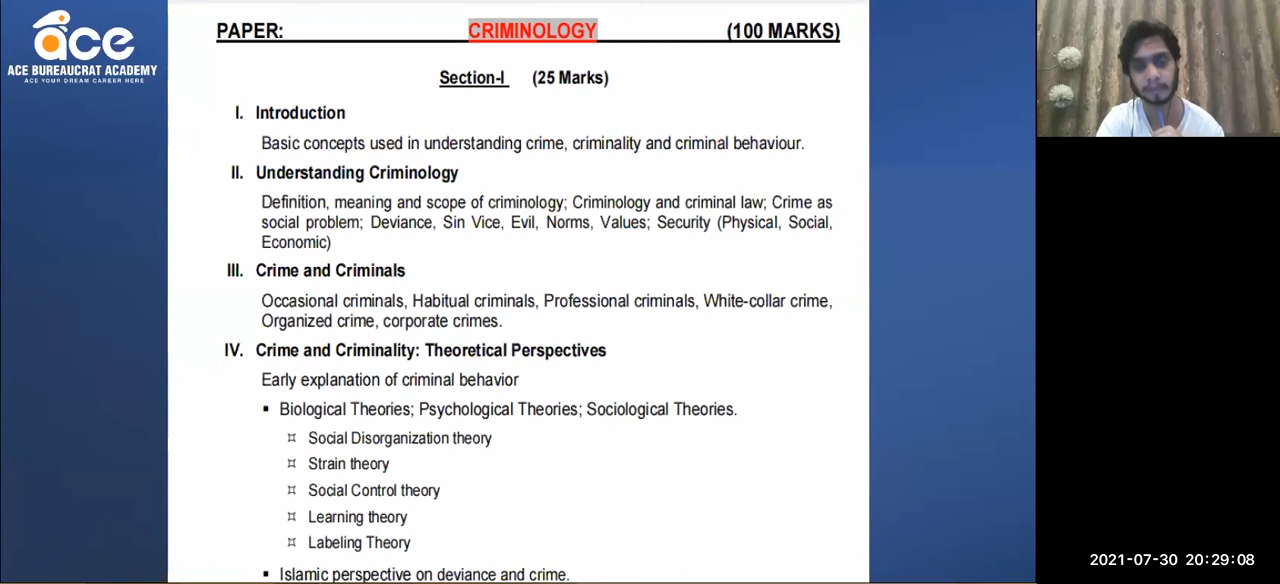 ace
ACE BUREAUCRAT ACADEMY
ACE YOUR DREAM CAREER HERE
PAPER: CRIMINOLOGY (100 MARKS)
Section-I (25 Marks)
I. Introduction
Basic concepts used in understanding crime, criminality and criminal behaviour.
II. Understanding Criminology
Definition, meaning and scope of criminology; Criminology and criminal law; Crime as
social problem; Deviance, Sin Vice, Evil, Norms, Values; Security (Physical, Social,
Economic)
III. Crime and Criminals
Occasional criminals, Habitual criminals, Professional criminals, White-collar crime,
Organized crime, corporate crimes.
IV. Crime and Criminality: Theoretical Perspectives
Early explanation of criminal behavior
▪ Biological Theories; Psychological Theories; Sociological Theories.
¤ Social Disorganization theory
¤ Strain theory
¤ Social Control theory
¤ Learning theory
¤ Labeling Theory
▪ Islamic perspective on deviance and crime.
2021-07-30 20:29:08